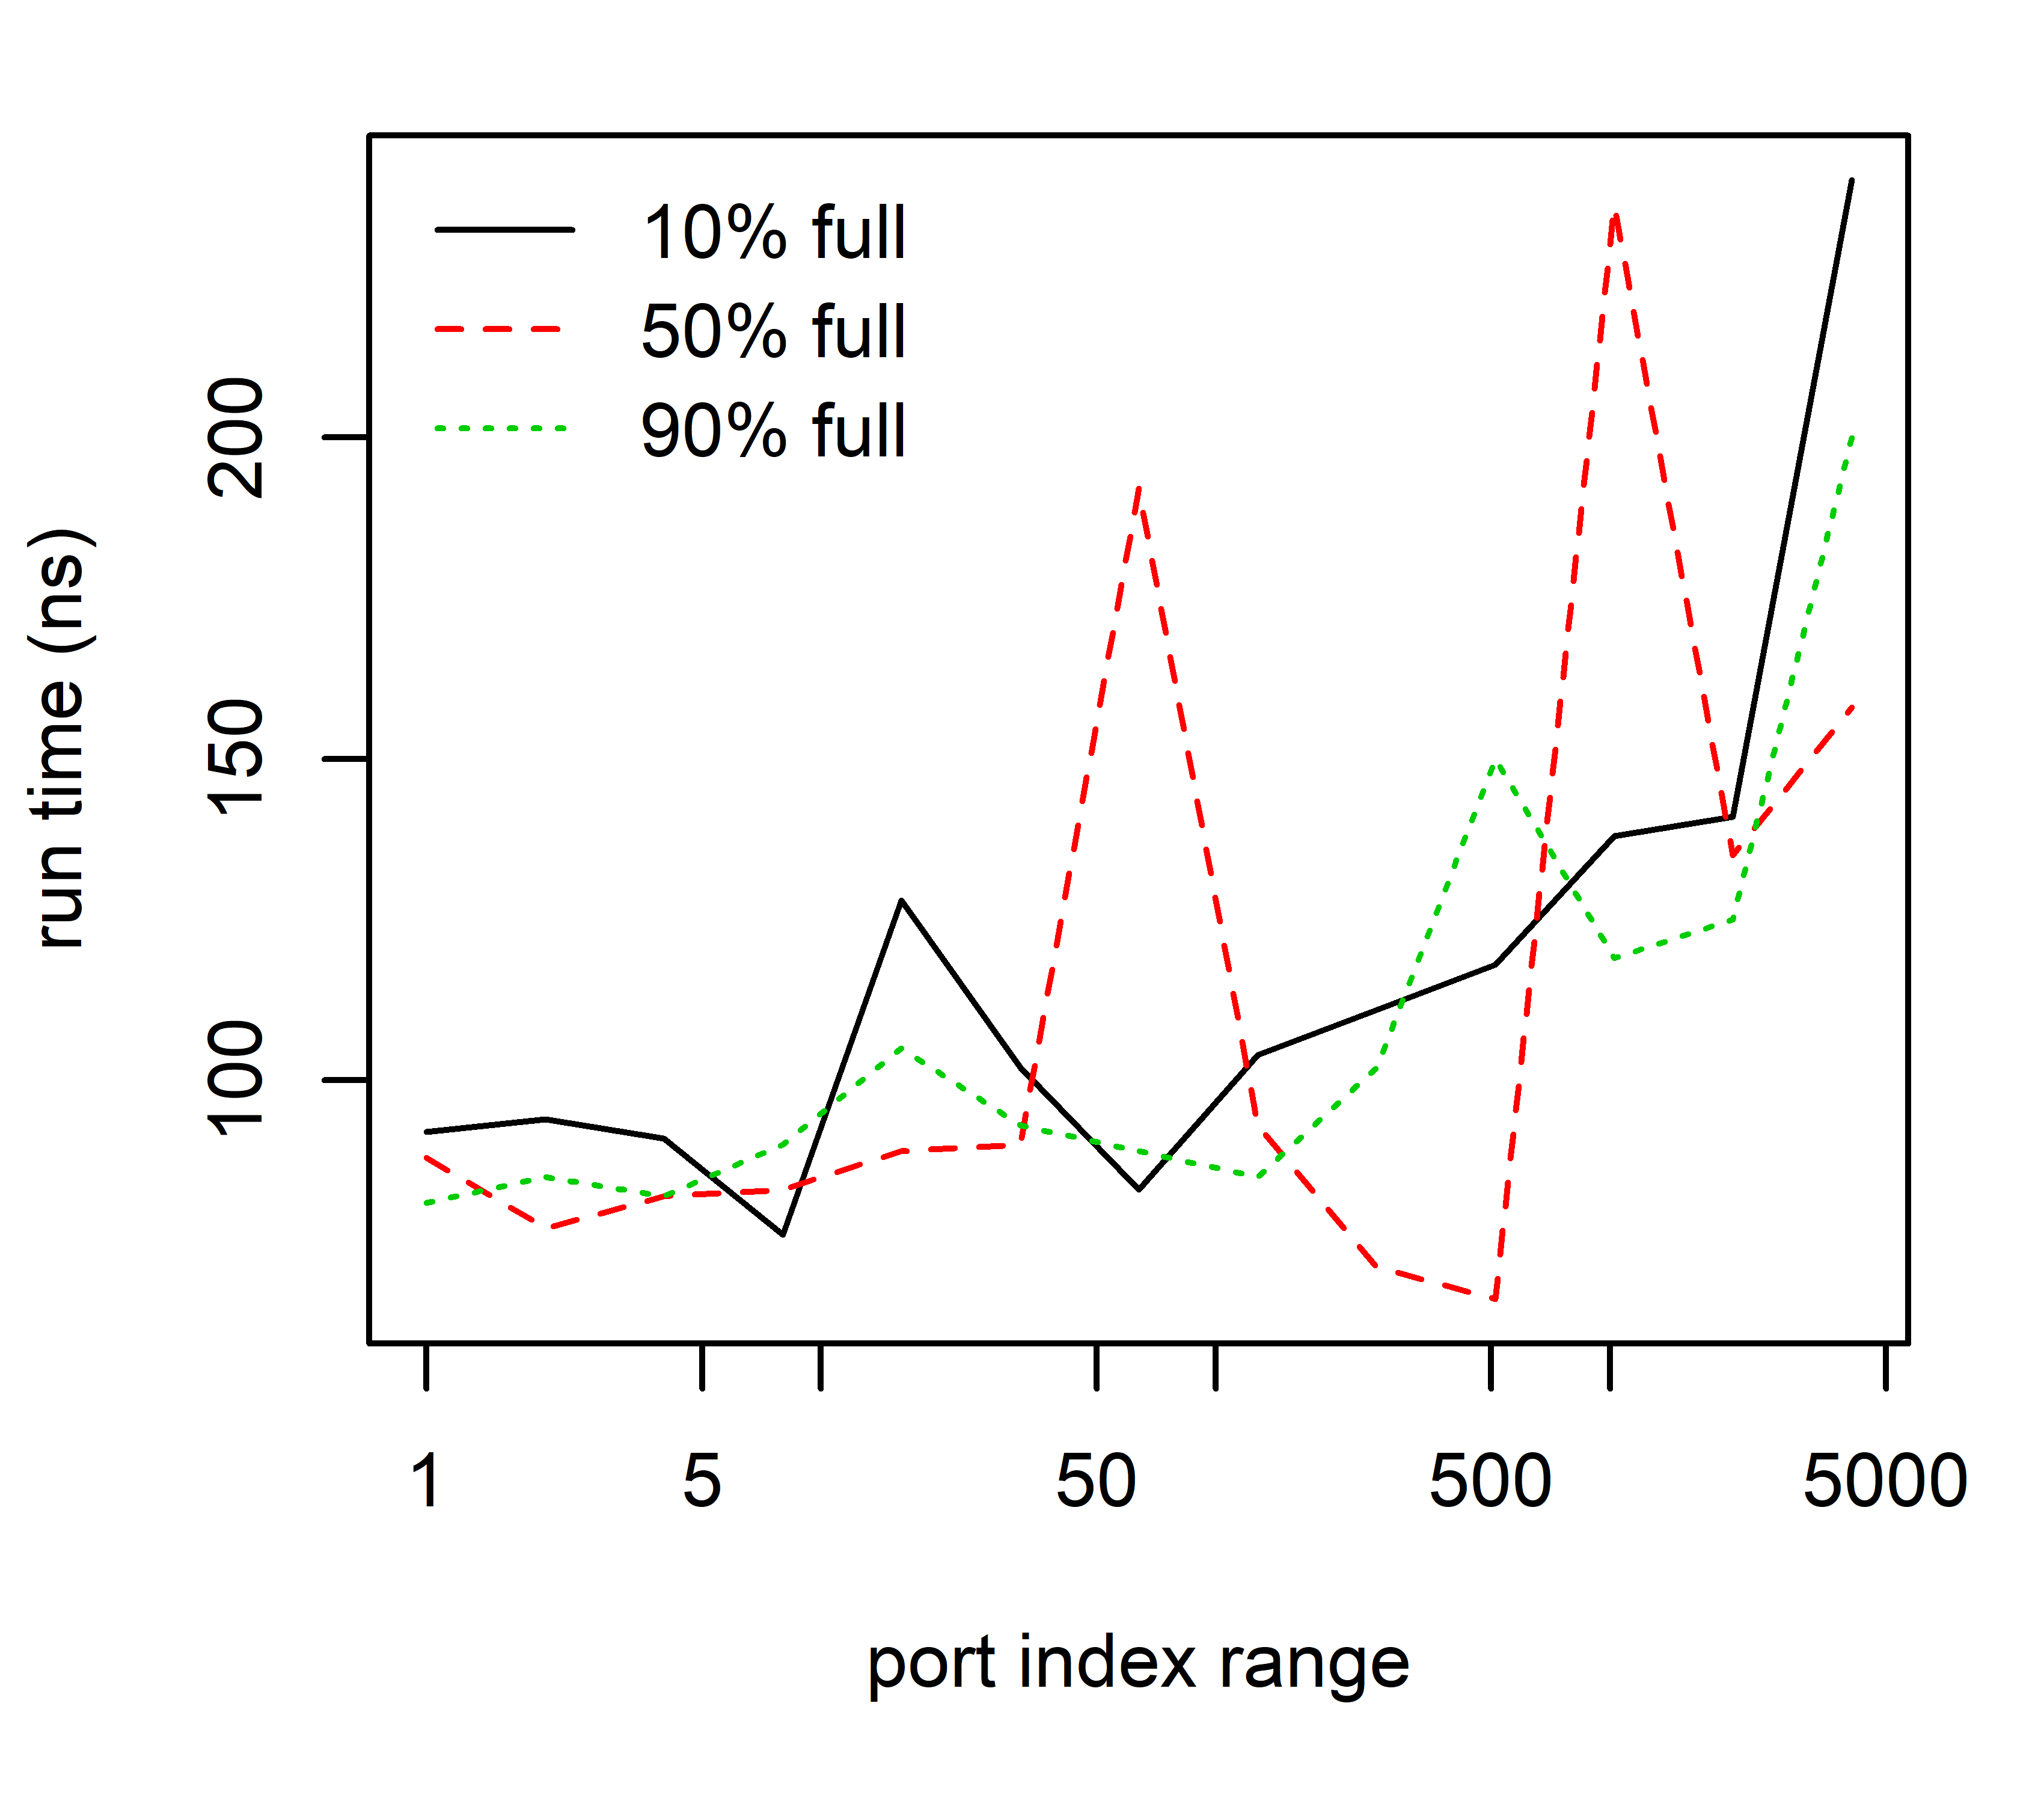 10% full
50% full
90% full
200
150
100
run time (ns)
1 5 50 500 5000
port index range